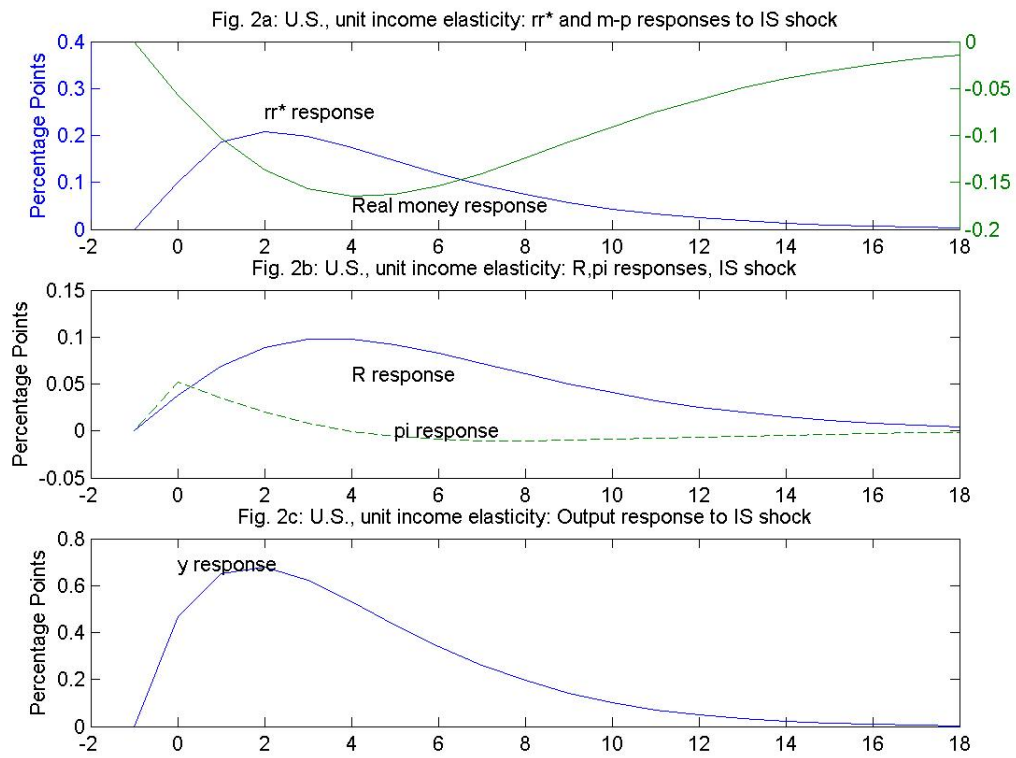 Fig. 2a: U.S., unit income elasticity: rr* and m-p responses to IS shock
Percentage Points
0.4
0.3
0.2
0.1
0
0
-0.05
-0.1
-0.15
-0.2
rr* response
Real money response
-2 0 2 4 6 8 10 12 14 16 18
Fig. 2b: U.S., unit income elasticity: R,pi responses, IS shock
Percentage Points
0.15
0.1
0.05
0
-0.05
R response
pi response
-2 0 2 4 6 8 10 12 14 16 18
Fig. 2c: U.S., unit income elasticity: Output response to IS shock
Percentage Points
0.8
0.6
0.4
0.2
0
y response
-2 0 2 4 6 8 10 12 14 16 18